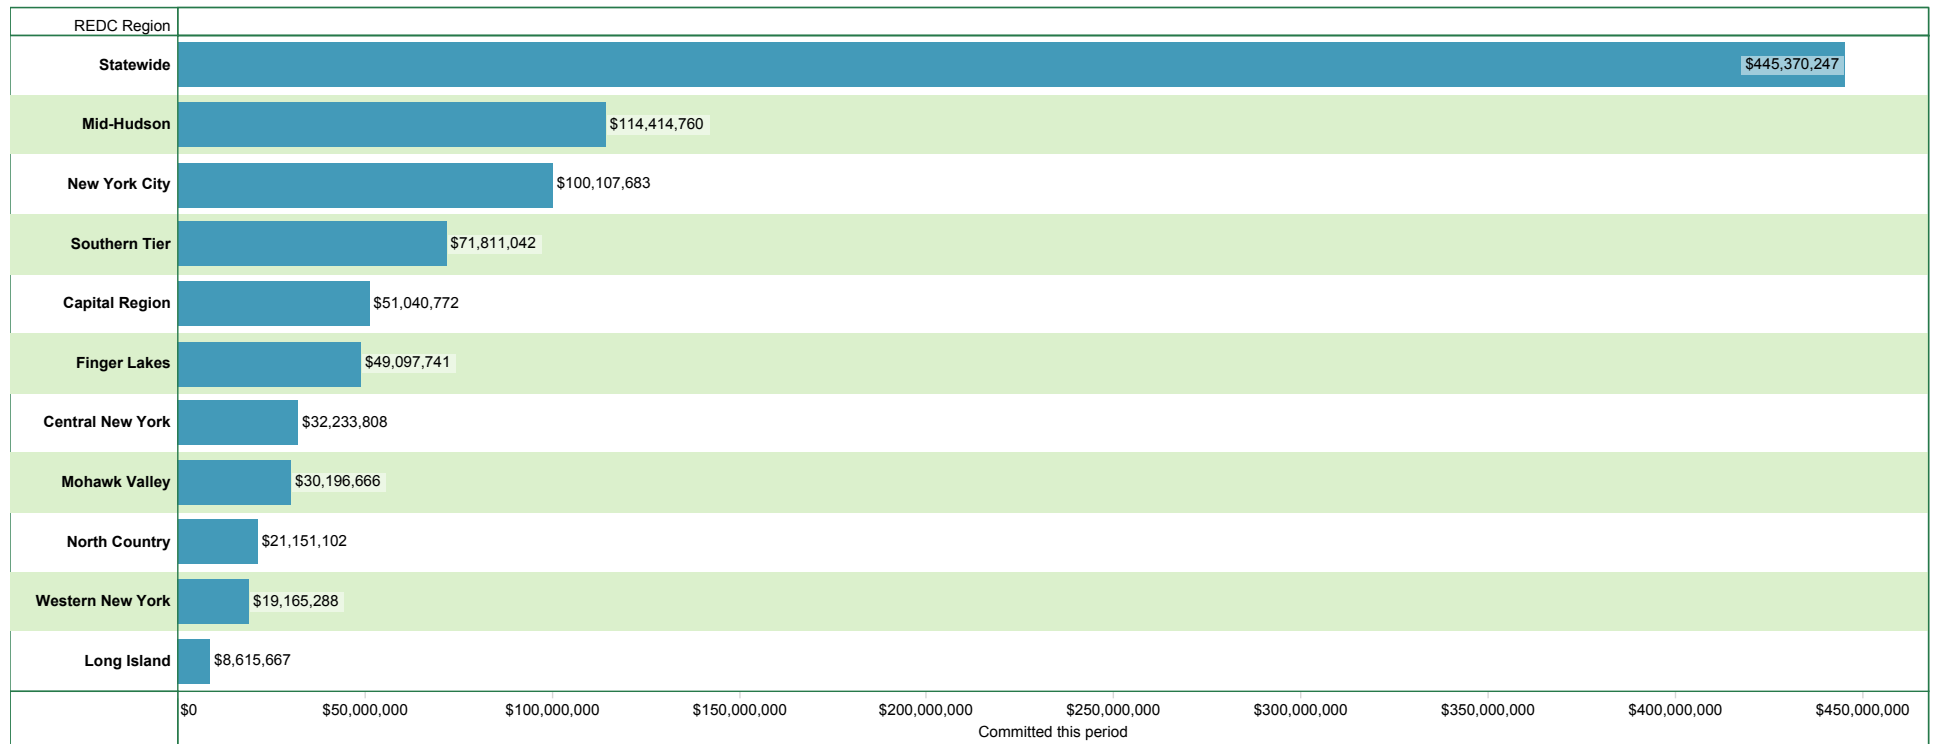 REDC Region
Statewide $445,370,247
Mid-Hudson $114,414,760
New York City $100,107,683
Southern Tier $71,811,042
Capital Region $51,040,772
Finger Lakes $49,097,741
Central New York $32,233,808
Mohawk Valley $30,196,666
North Country $21,151,102
Western New York $19,165,288
Long Island $8,615,667
$0 $50,000,000 $100,000,000 $150,000,000 $200,000,000 $250,000,000 $300,000,000 $350,000,000 $400,000,000 $450,000,000
Committed this period